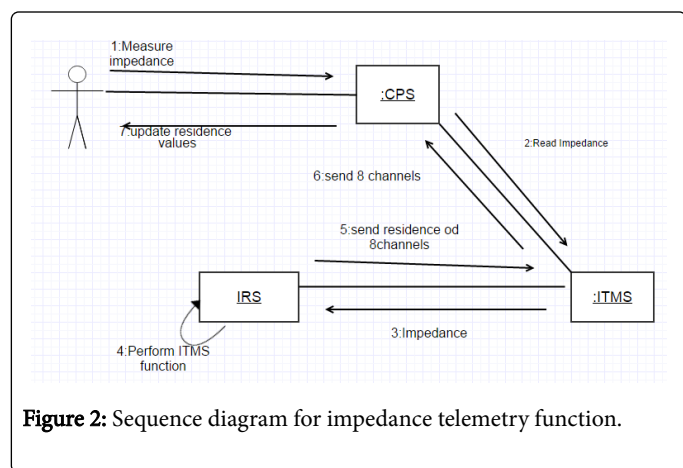 1:Measure
impedance
:CPS
7:update residence
values
2:Read Impedance
6:send 8 channels
5:send residence od
8channels
IRS
:ITMS
3:Impedance
4:Perform ITMS
function
Figure 2: Sequence diagram for impedance telemetry function.